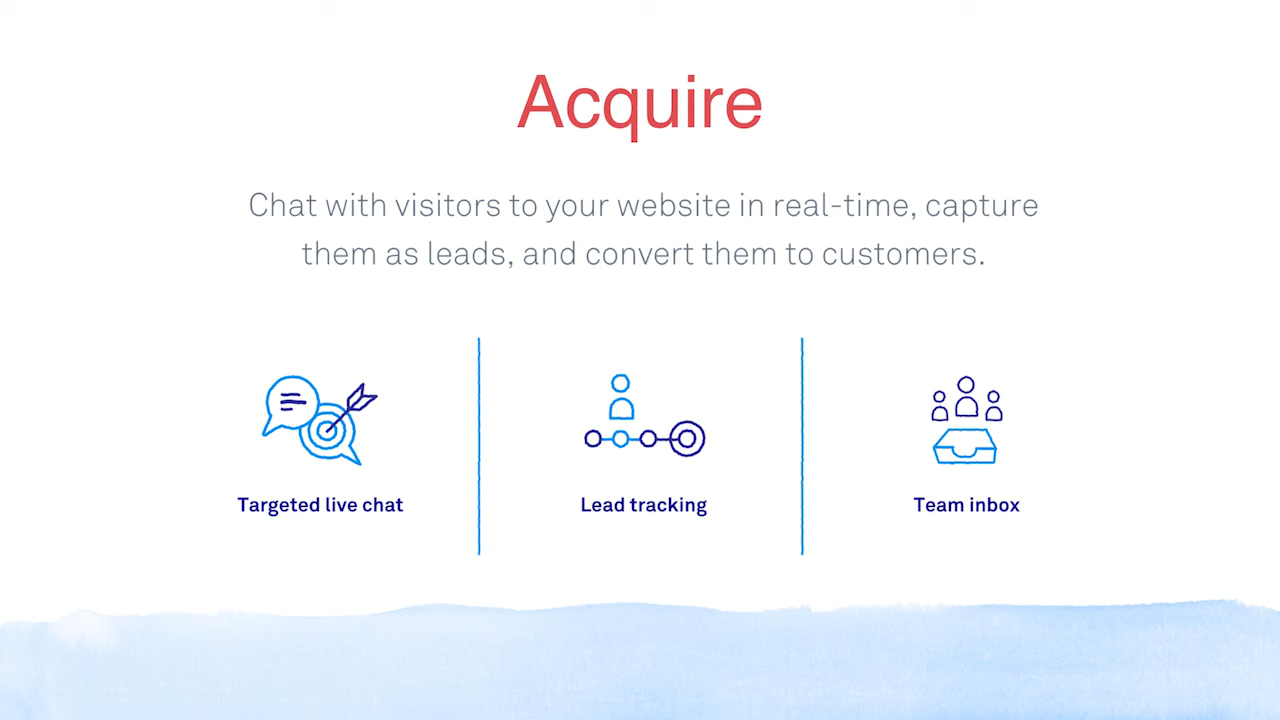 Acquire
Chat with visitors to your website in real-time, capture
them as leads, and convert them to customers.
Targeted live chat
Lead tracking
Team inbox